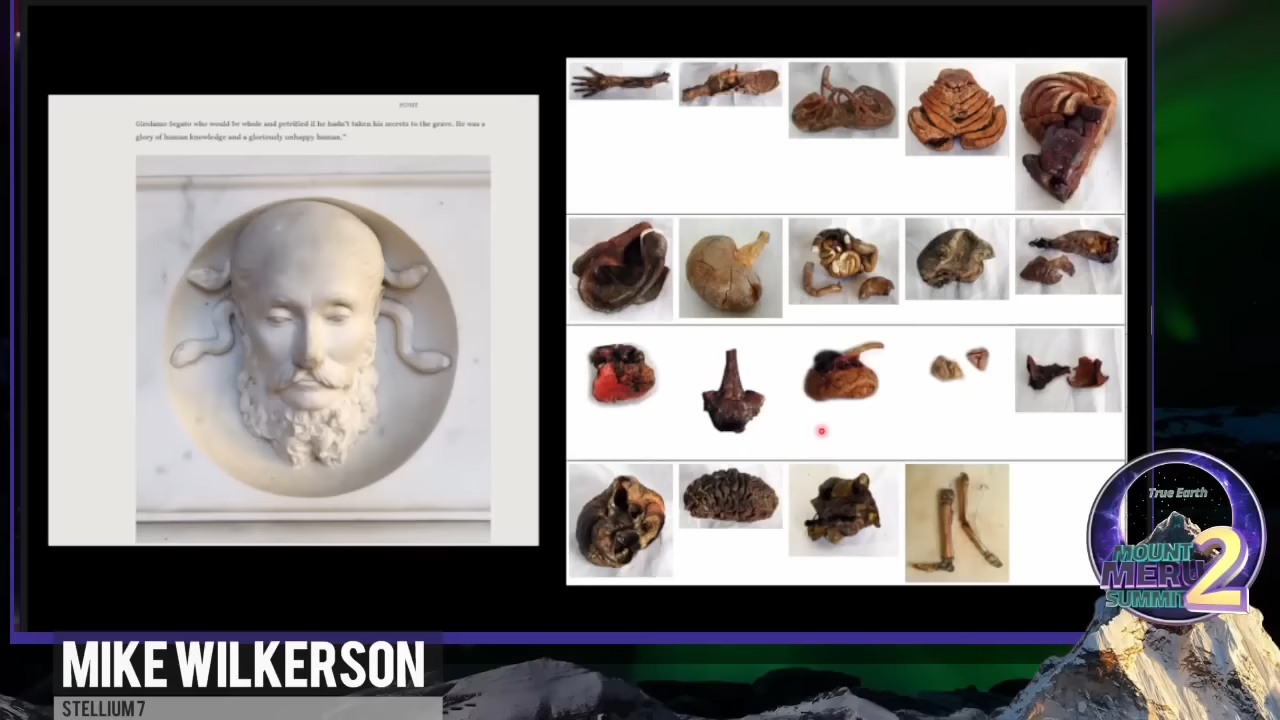 HOME
Girolamo Segato who would be whole and petrified if he hadn't taken his secrets to the grave. He was a
glory of human knowledge and a gloriously unhappy human."
True Earth
MOUNT
MERU
SUMMIT 2
MIKE WILKERSON
STELLIUM 7